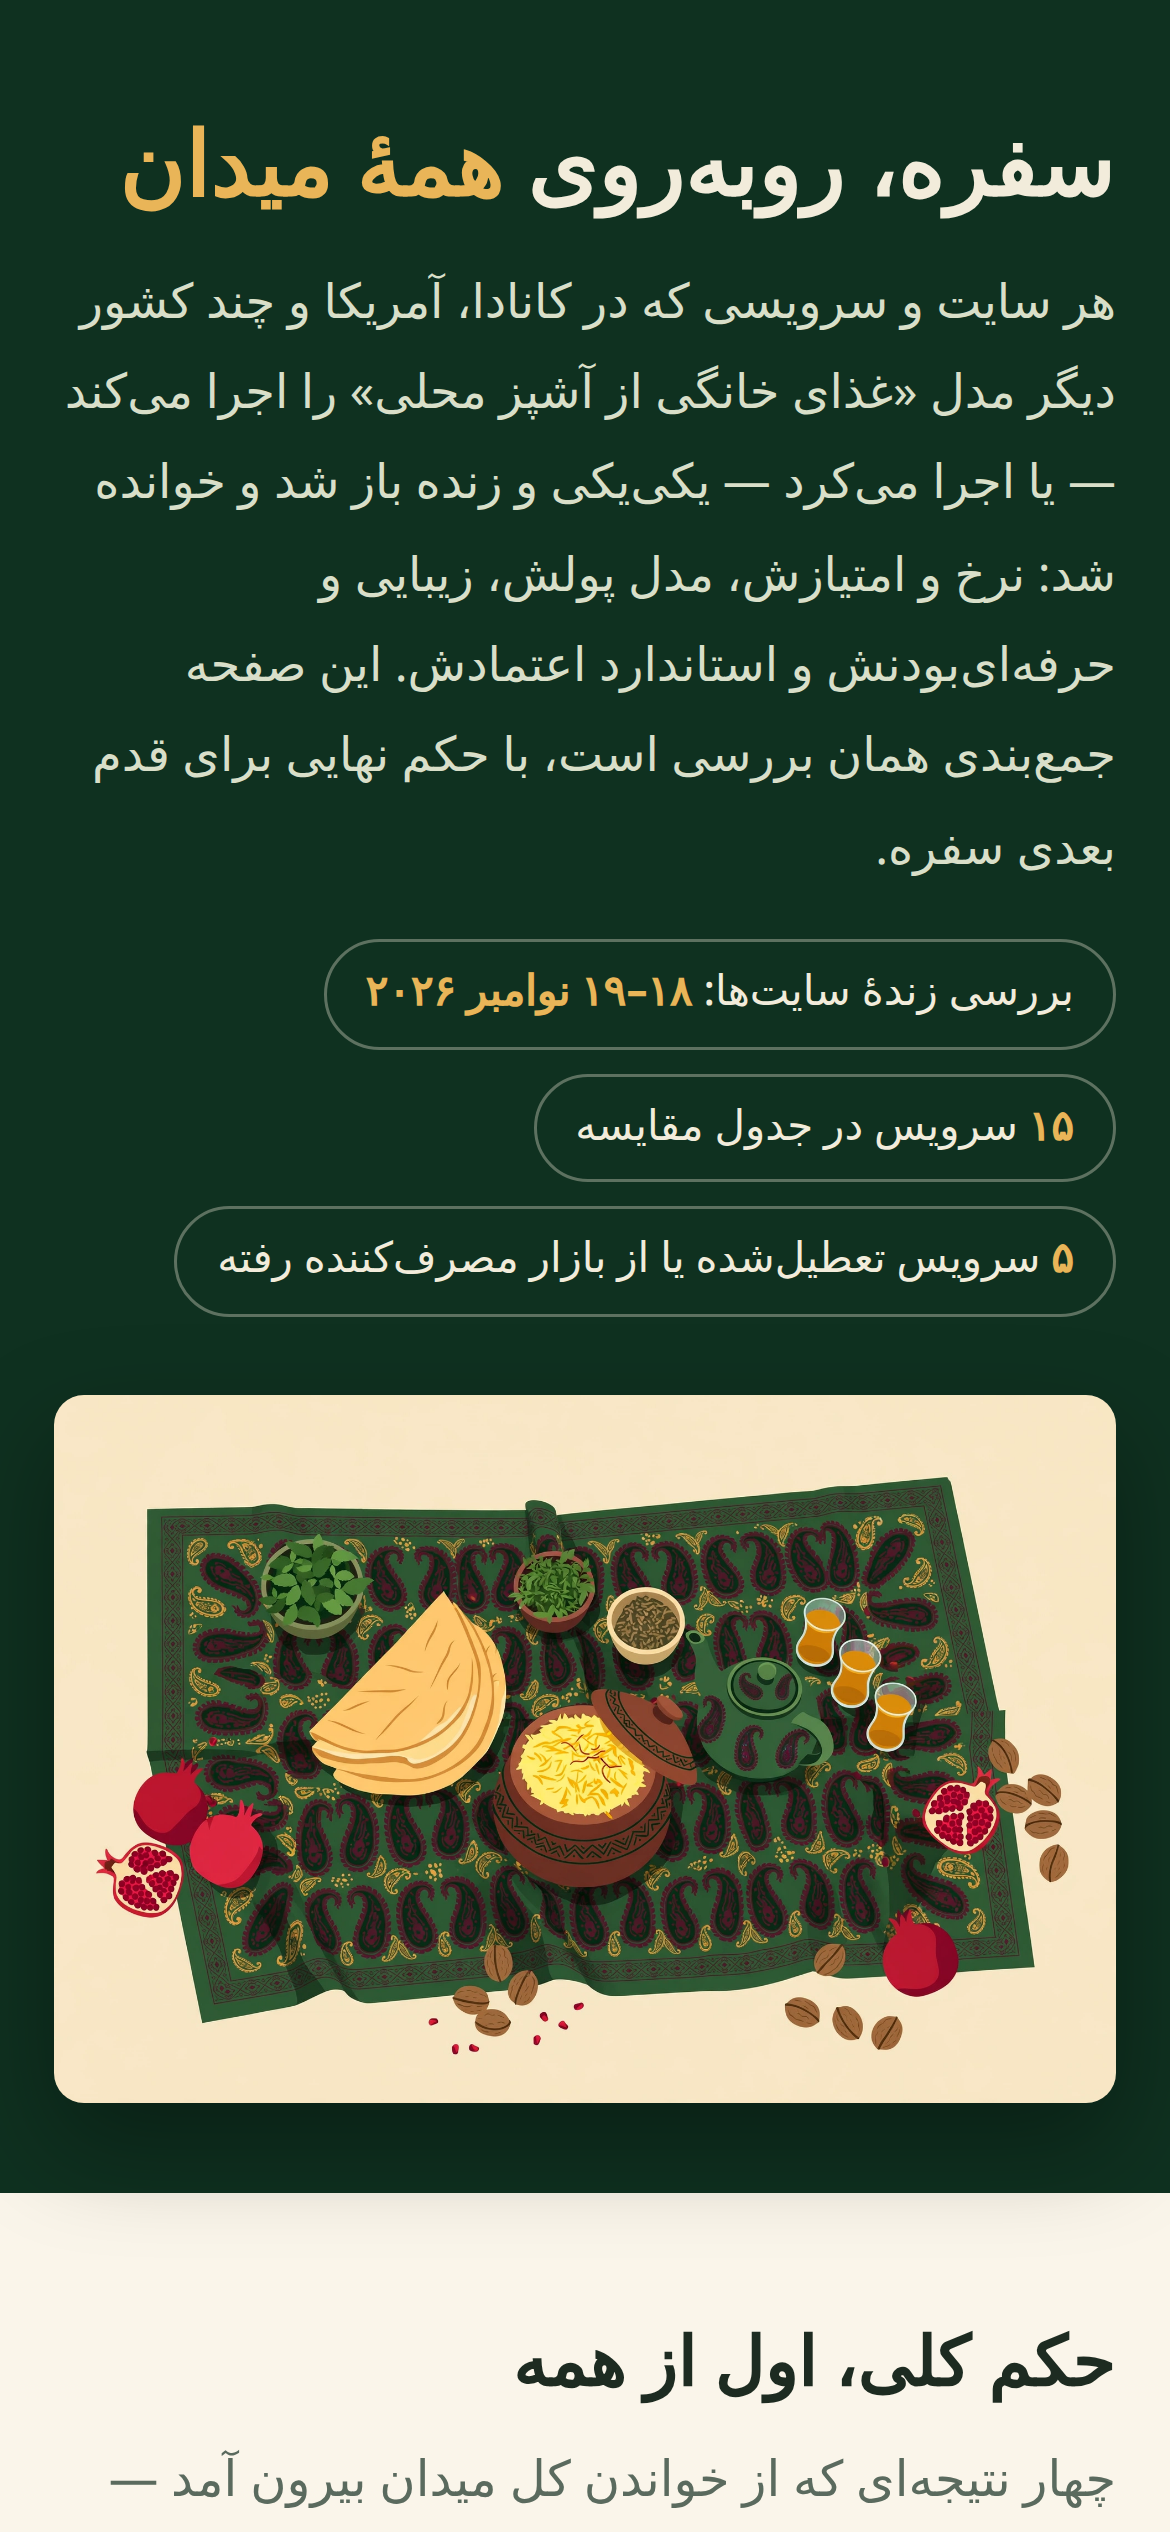 سفره، روبه‌روی همهٔ میدان
هر سایت و سرویسی که در کانادا، آمریکا و چند کشور
دیگر مدل «غذای خانگی از آشپز محلی» را اجرا می‌کند
— یا اجرا می‌کرد — یکی‌یکی و زنده باز شد و خوانده
شد: نرخ و امتیازش، مدل پولش، زیبایی و
حرفه‌ای‌بودنش و استاندارد اعتمادش. این صفحه
جمع‌بندی همان بررسی است، با حکم نهایی برای قدم
بعدی سفره.
بررسی زندهٔ سایت‌ها: ۱۸–۱۹ نوامبر ۲۰۲۶
۱۵ سرویس در جدول مقایسه
۵ سرویس تعطیل‌شده یا از بازار مصرف‌کننده رفته
حکم کلی، اول از همه
چهار نتیجه‌ای که از خواندن کل میدان بیرون آمد —